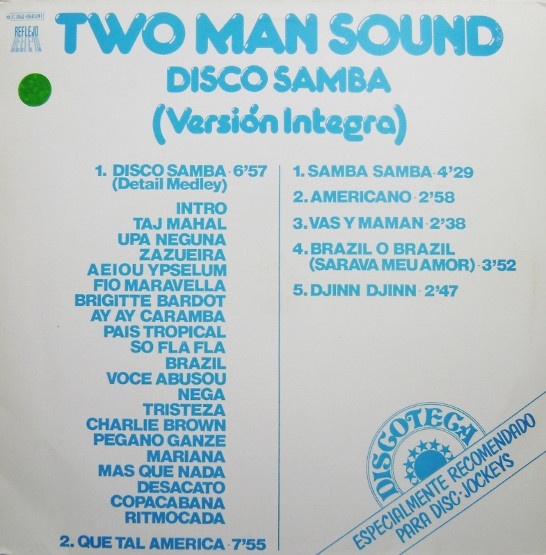 REFLEJO
TWO MAN SOUND
DISCO SAMBA
(Versión Integra)
1. DISCO SAMBA-6'57
(Detail Medley)
INTRO
TAJ MAHAL
UPA NEGUNA
ZAZUEIRA
AEIOU YPSELUM
FIO MARAVELLA
BRIGITTE BARDOT
AY AY CARAMBA
PAIS TROPICAL
SO FLA FLA
BRAZIL
VOCE ABUSOU
NEGA
TRISTEZA
CHARLIE BROWN
PEGANO GANZE
MARIANA
MAS QUE NADA
DESACATO
COPACABANA
RITMOCADA
2. QUE TAL AMERICA-7'55
1. SAMBA SAMBA-4'29
2. AMERICANO-2'58
3. VAS Y MAMAN-2'38
4. BRAZIL O BRAZIL
(SARAVA MEU AMOR)-3'52
5. DJINN DJINN-2'47
DISCOTECA
ESPECIALMENTE RECOMENDADO
PARA DISC-JOCKEYS